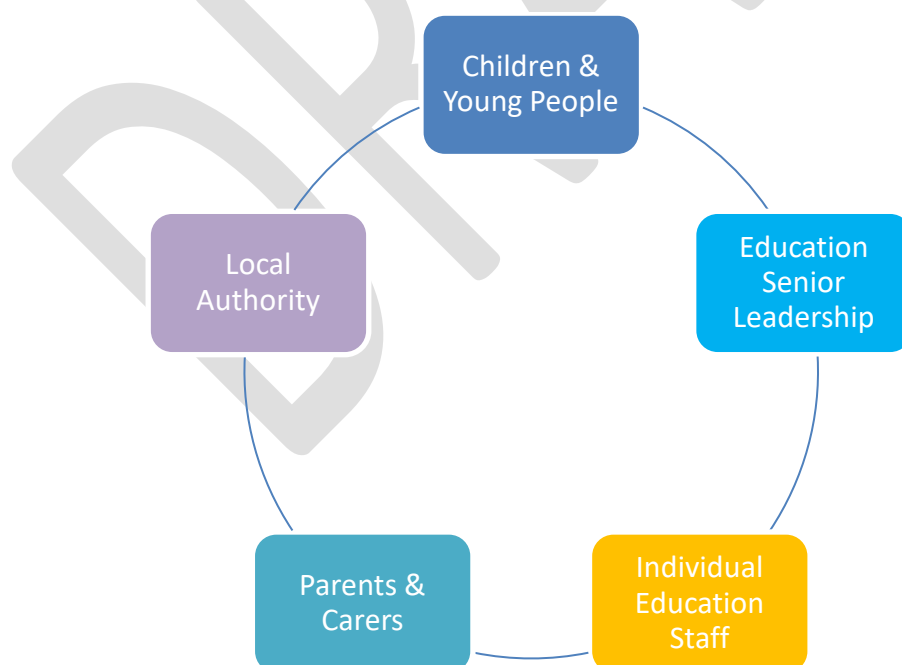 Children &
Young People
Education
Senior
Leadership
Local
Authority
Individual
Education
Staff
Parents &
Carers